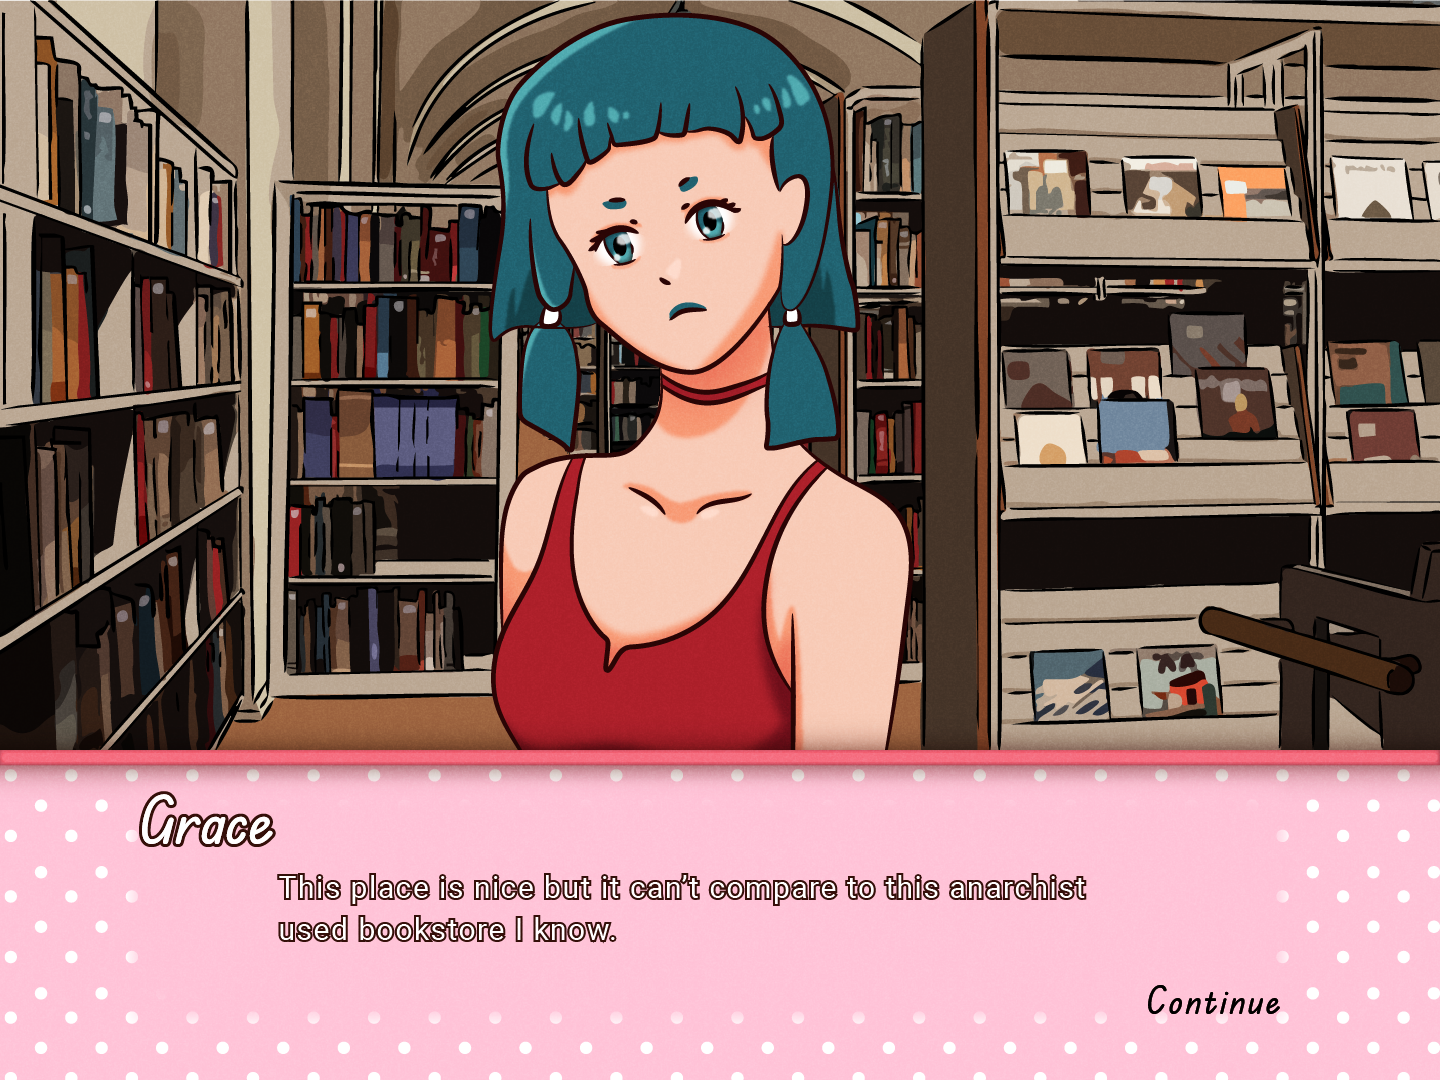 Grace
This place is nice but it can't compare to this anarchist
used bookstore I know.
Continue